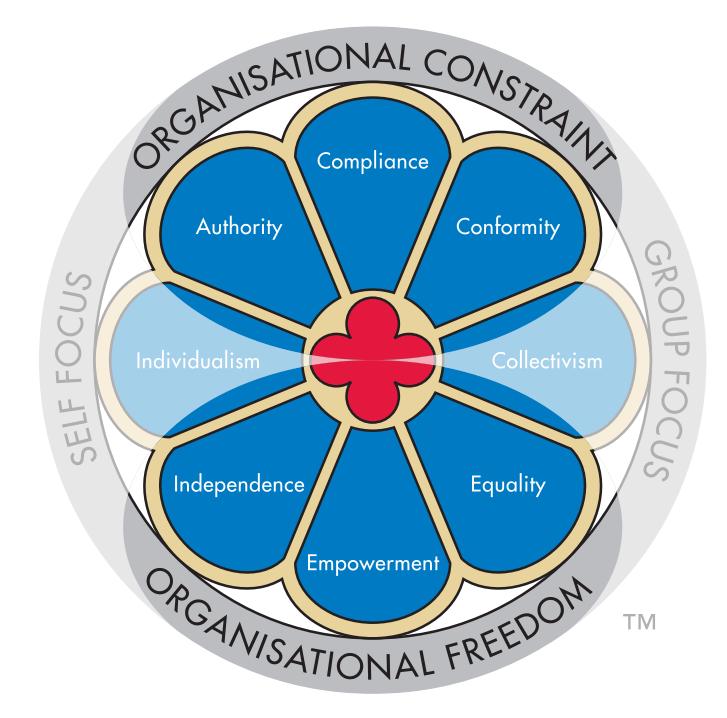 ORGANISATIONAL CONSTRAINT
Compliance
Authority
Conformity
SELF FOCUS
GROUP FOCUS
Individualism
Collectivism
Independence
Equality
Empowerment
ORGANISATIONAL FREEDOM
TM